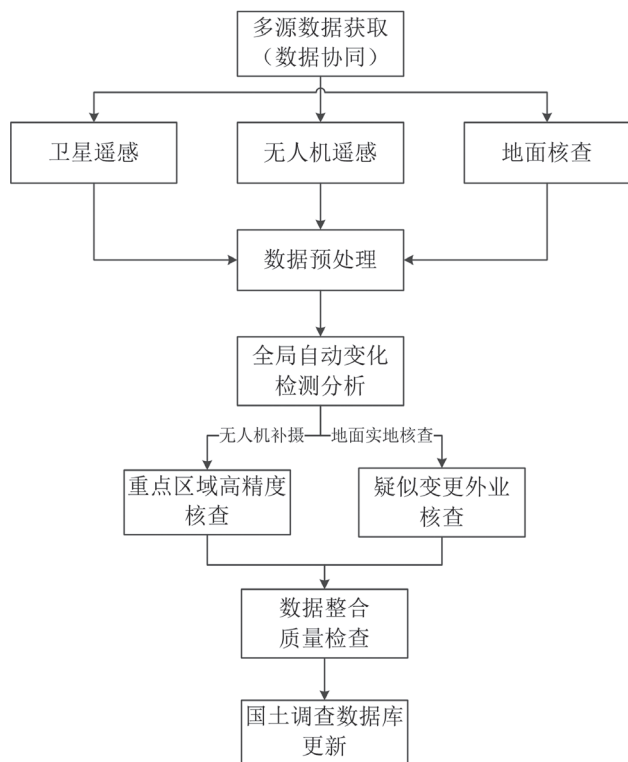 多源数据获取
（数据协同）
卫星遥感
无人机遥感
地面核查
数据预处理
全局自动变化
检测分析
无人机补摄
地面实地核查
重点区域高精度
核查
疑似变更外业
核查
数据整合
质量检查
国土调查数据库
更新